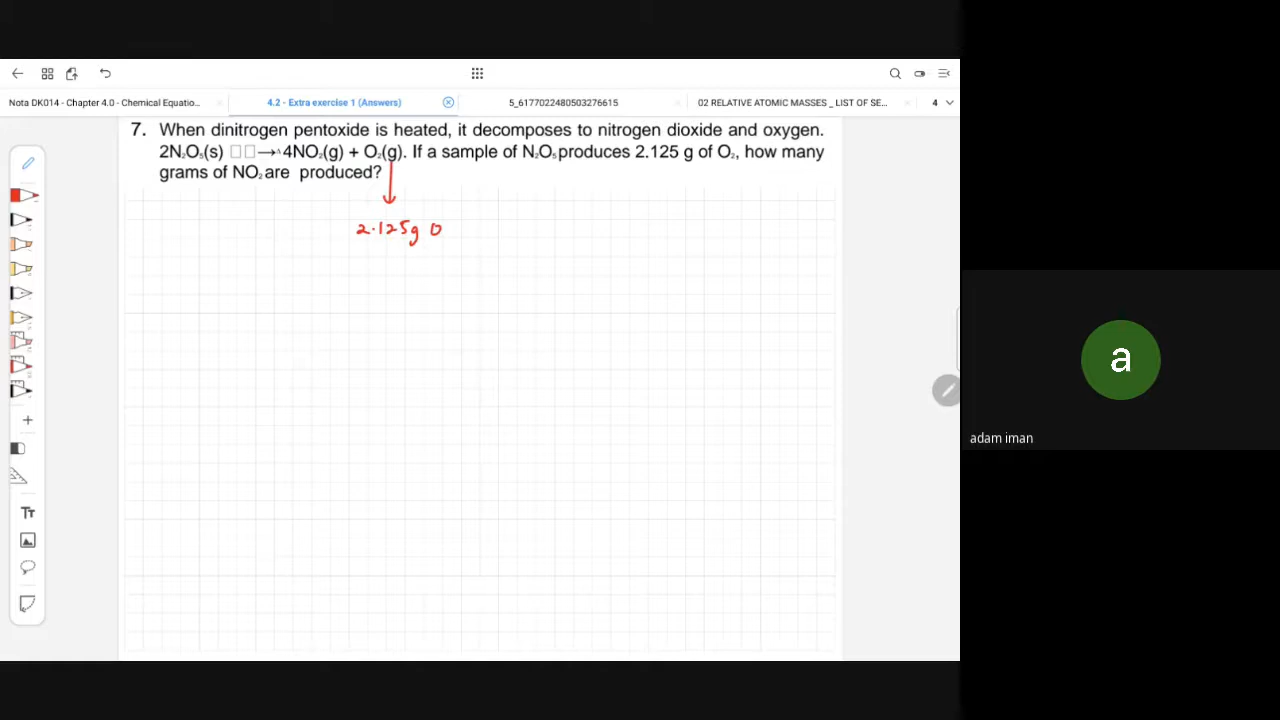 Nota DK014 - Chapter 4.0 - Chemical Equatio...
4.2 - Extra exercise 1 (Answers)
5_6177022480503276615
02 RELATIVE ATOMIC MASSES _ LIST OF SE...
4
7. When dinitrogen pentoxide is heated, it decomposes to nitrogen dioxide and oxygen.
2N₂O₅(s) □□→^ 4NO₂(g) + O₂(g). If a sample of N₂O₅ produces 2.125 g of O₂, how many
grams of NO₂ are produced?
2.125g O
Tт
a
adam iman